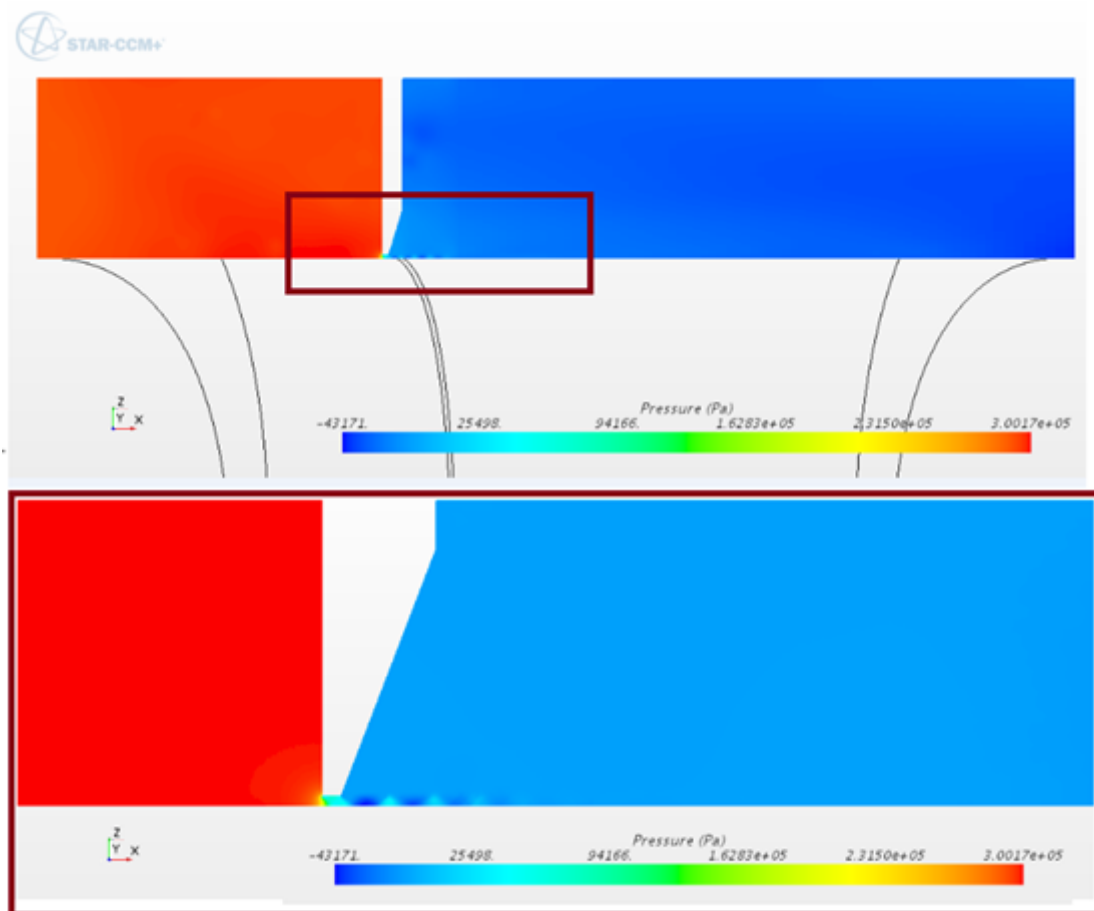 STAR-CCM+
Z
Y X
Pressure (Pa)
-43171. 25498. 94166. 1.6283e+05 2.3150e+05 3.0017e+05
Z
Y X
Pressure (Pa)
-43171. 25498. 94166. 1.6283e+05 2.3150e+05 3.0017e+05